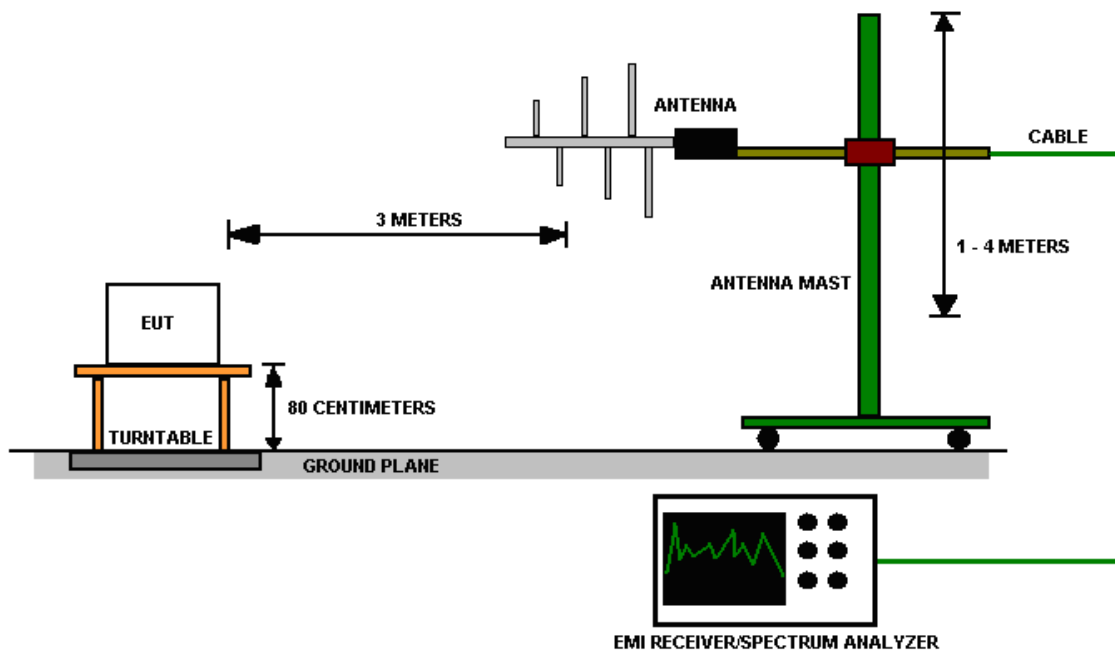 ANTENNA
CABLE
3 METERS
1 - 4 METERS
ANTENNA MAST
EUT
80 CENTIMETERS
TURNTABLE
GROUND PLANE
EMI RECEIVER/SPECTRUM ANALYZER